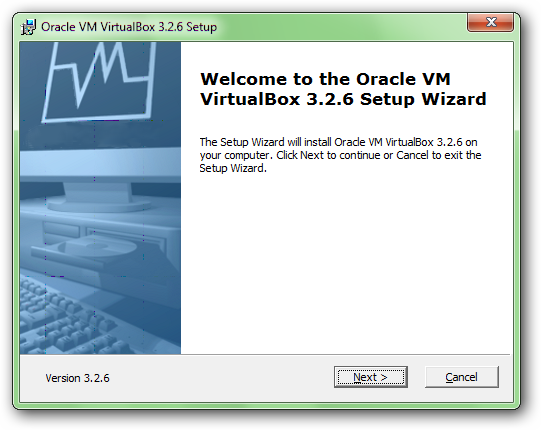 Oracle VM VirtualBox 3.2.6 Setup
Welcome to the Oracle VM
VirtualBox 3.2.6 Setup Wizard
The Setup Wizard will install Oracle VM VirtualBox 3.2.6 on
your computer. Click Next to continue or Cancel to exit the
Setup Wizard.
Version 3.2.6
Next >
Cancel